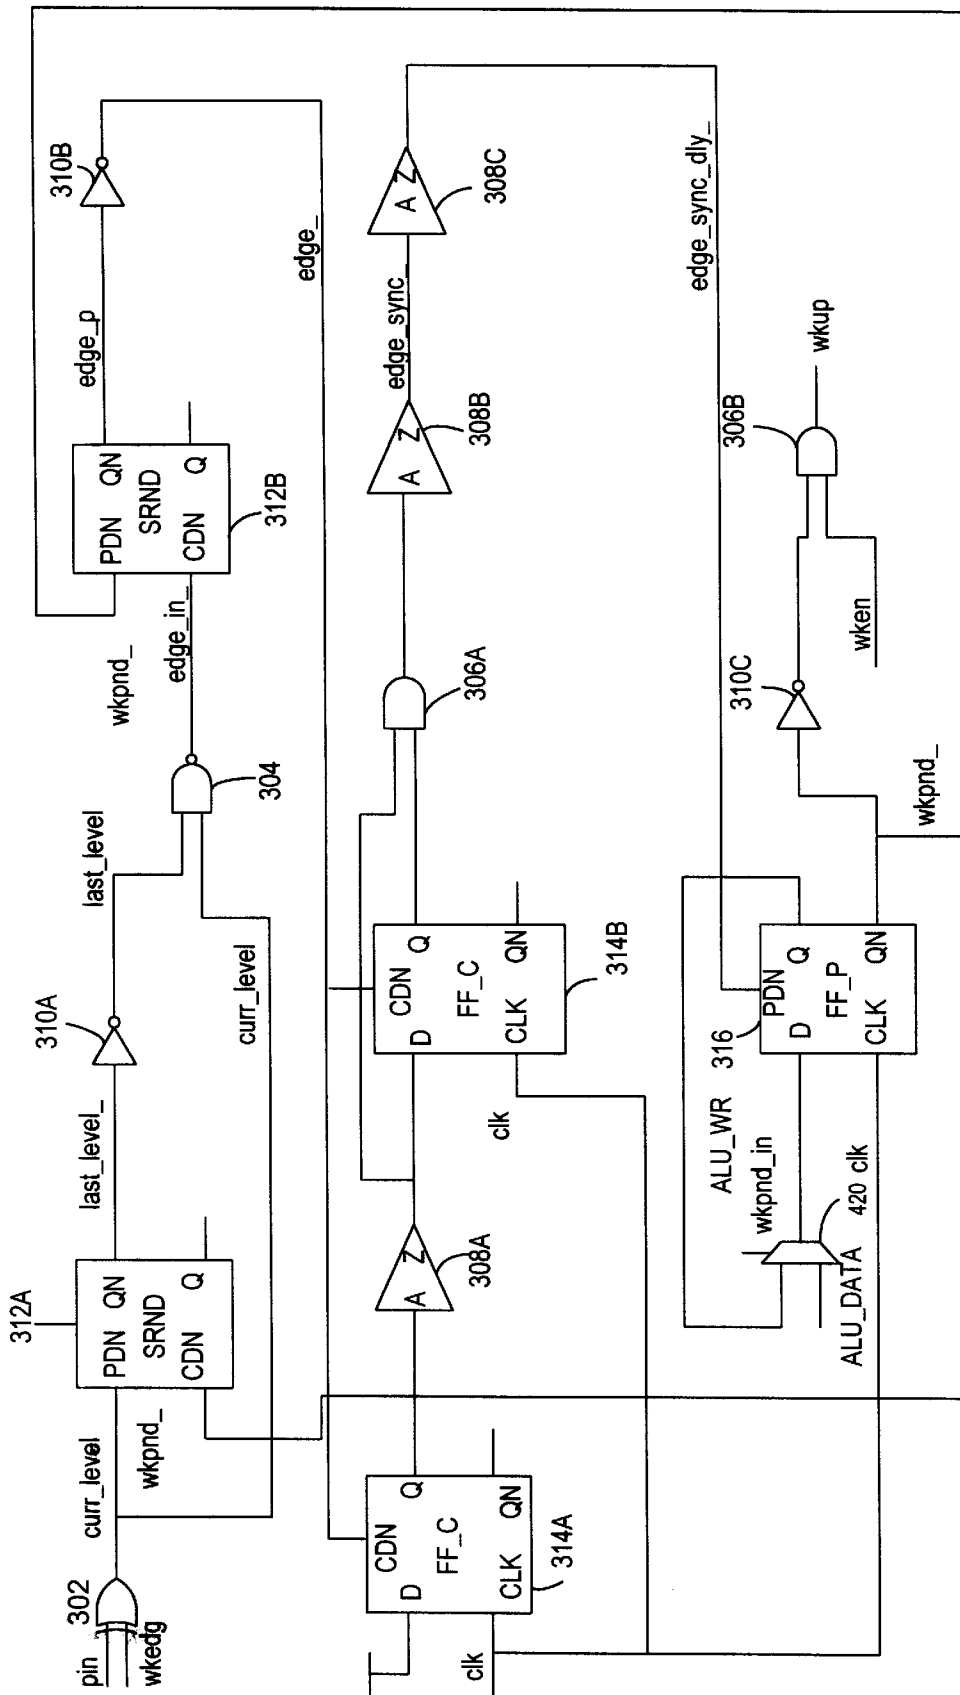 pin
wkedg
302
curr_level
312A
PDN QN
SRND
CDN Q
wkpnd_
last_level_
310A
last_level
curr_level
304
wkpnd_
edge_in_
PDN QN
SRND
CDN Q
312B
edge_p
310B
edge_
clk
CDN
D Q
FF_C
CLK QN
314A
A Z
308A
clk
CDN
D Q
FF_C
CLK QN
314B
306A
A Z
308B
edge_sync_
A Z
308C
edge_sync_dly_
ALU_DATA
wkpnd_in
ALU_WR
420
clk
316
PDN
D Q
FF_P
CLK QN
wkpnd_
310C
wken
306B
wkup